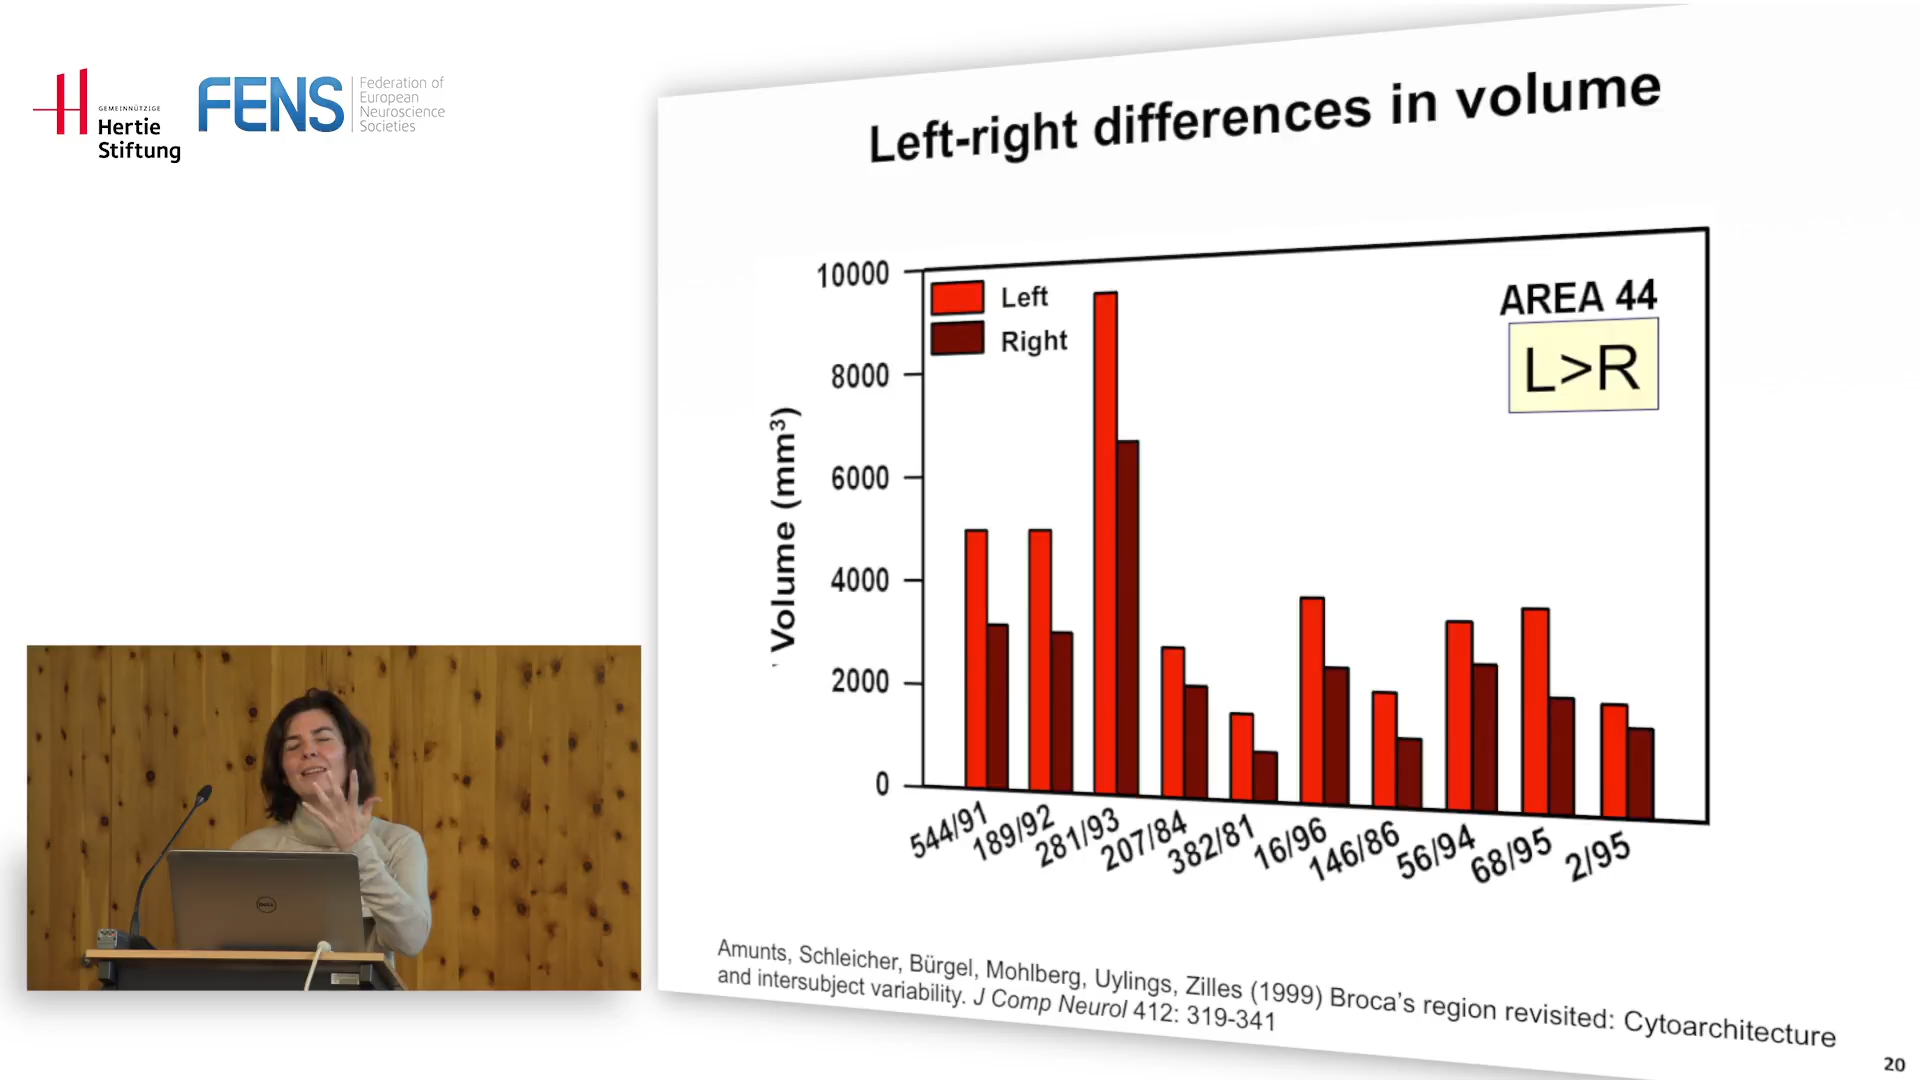 GEMEINNÜTZIGE
Hertie
Stiftung
FENS
Federation of
European
Neuroscience
Societies
Left-right differences in volume
10000
8000
6000
4000
2000
0
Volume (mm³)
Left
Right
AREA 44
L>R
544/91
189/92
281/93
207/84
382/81
16/96
146/86
56/94
68/95
2/95
Amunts, Schleicher, Bürgel, Mohlberg, Uylings, Zilles (1999) Broca's region revisited: Cytoarchitecture
and intersubject variability. J Comp Neurol 412: 319-341
20
DELL